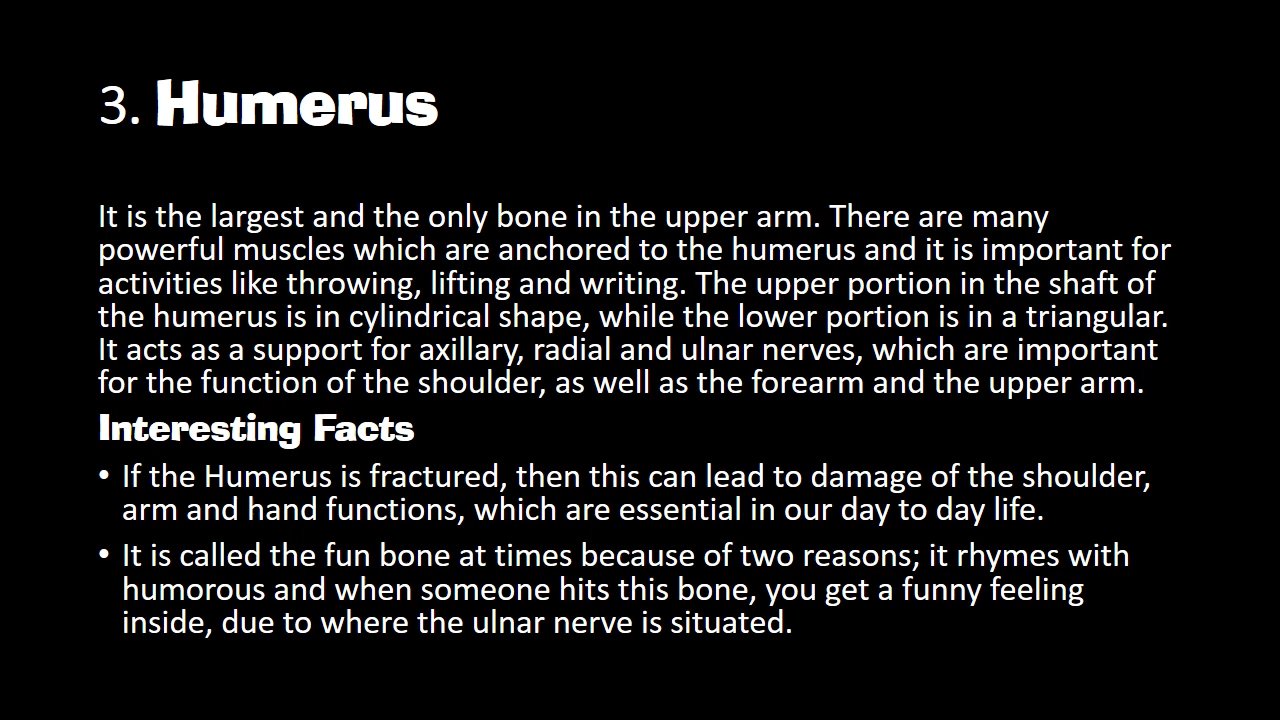 3. Humerus
It is the largest and the only bone in the upper arm. There are many
powerful muscles which are anchored to the humerus and it is important for
activities like throwing, lifting and writing. The upper portion in the shaft of
the humerus is in cylindrical shape, while the lower portion is in a triangular.
It acts as a support for axillary, radial and ulnar nerves, which are important
for the function of the shoulder, as well as the forearm and the upper arm.
Interesting Facts
• If the Humerus is fractured, then this can lead to damage of the shoulder,
arm and hand functions, which are essential in our day to day life.
• It is called the fun bone at times because of two reasons; it rhymes with
humorous and when someone hits this bone, you get a funny feeling
inside, due to where the ulnar nerve is situated.